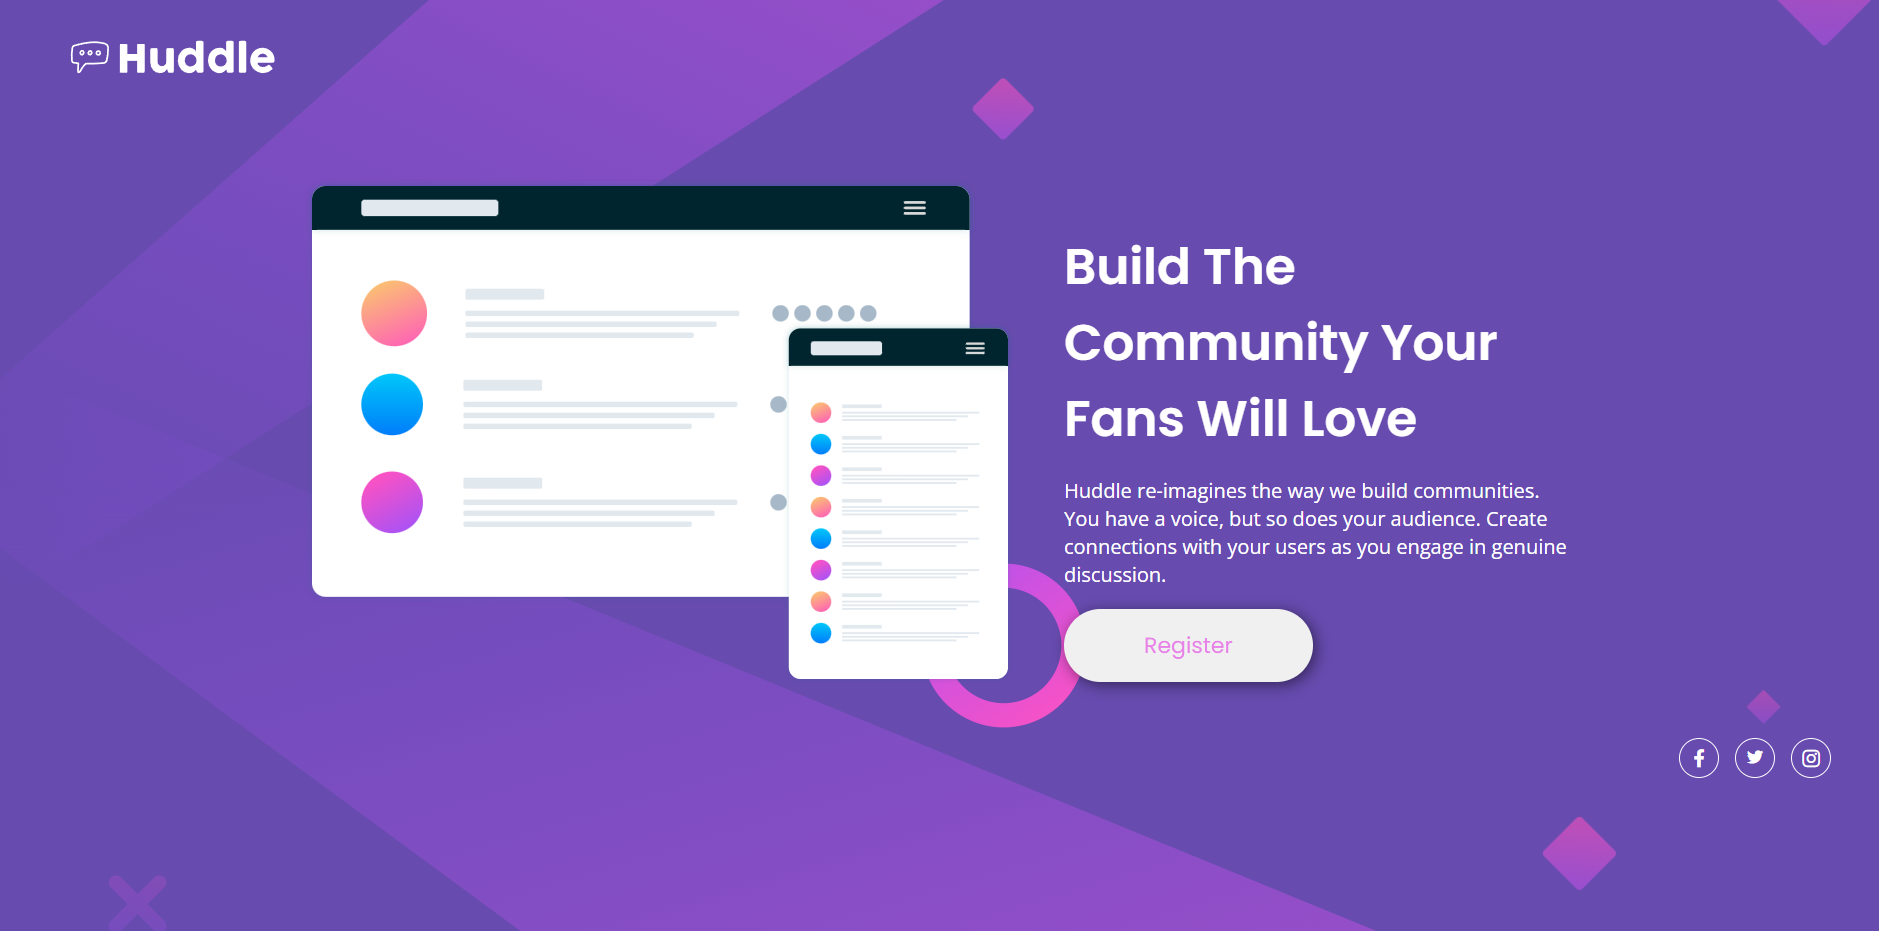 Huddle
Build The
Community Your
Fans Will Love
Huddle re-imagines the way we build communities.
You have a voice, but so does your audience. Create
connections with your users as you engage in genuine
discussion.
Register